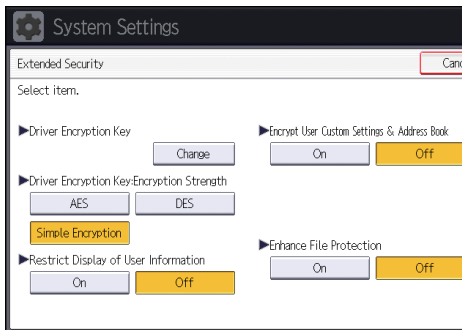 System Settings
Extended Security
Select item.
Driver Encryption Key
Change
Driver Encryption Key:Encryption Strength
AES
DES
Simple Encryption
Restrict Display of User Information
On
Off
Encrypt User Custom Settings & Address Book
On
Off
Enhance File Protection
On
Off